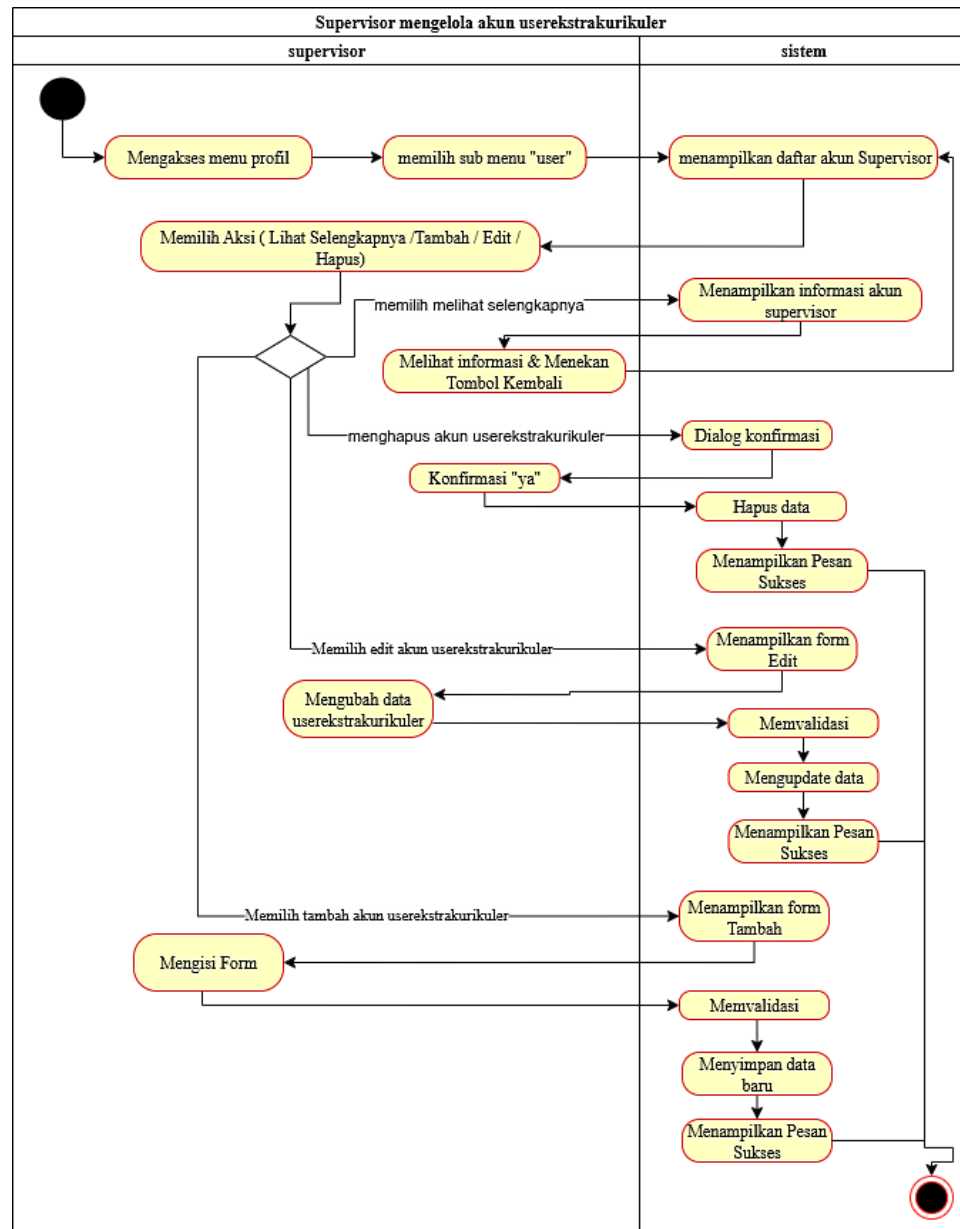 Supervisor mengelola akun userekstrakurikuler
supervisor
sistem
Mengakses menu profil
memilih sub menu "user"
menampilkan daftar akun Supervisor
Memilih Aksi ( Lihat Selengkapnya /Tambah / Edit /
Hapus)
memilih melihat selengkapnya
Menampilkan informasi akun
supervisor
Melihat informasi & Menekan
Tombol Kembali
menghapus akun userekstrakurikuler
Dialog konfirmasi
Konfirmasi "ya"
Hapus data
Menampilkan Pesan
Sukses
Memilih edit akun userekstrakurikuler
Menampilkan form
Edit
Mengubah data
userekstrakurikuler
Memvalidasi
Mengupdate data
Menampilkan Pesan
Sukses
Memilih tambah akun userekstrakurikuler
Menampilkan form
Tambah
Mengisi Form
Memvalidasi
Menyimpan data
baru
Menampilkan Pesan
Sukses